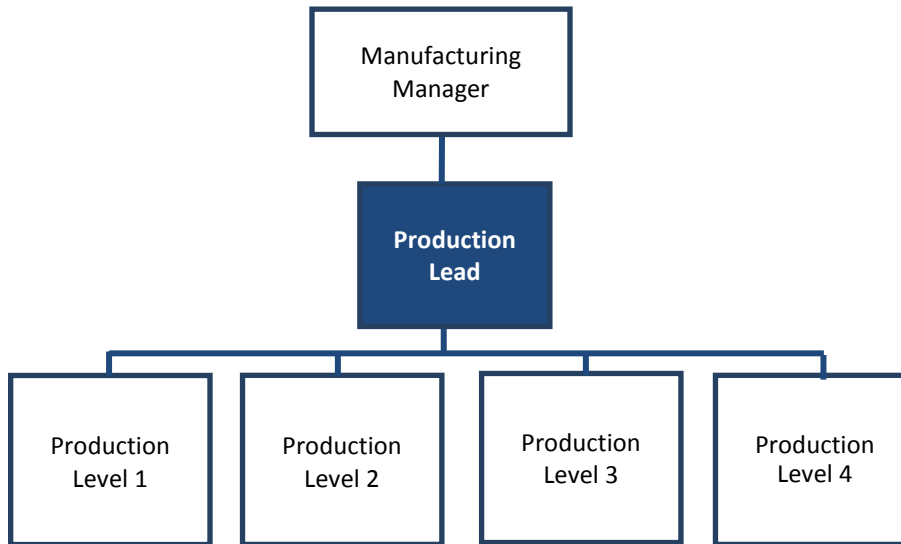 Manufacturing
Manager
Production
Lead
Production
Level 1
Production
Level 2
Production
Level 3
Production
Level 4